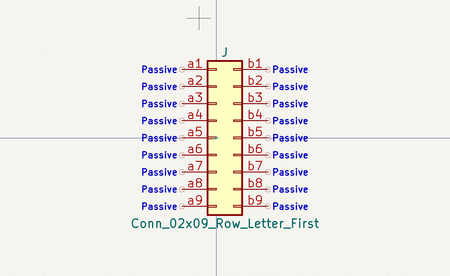 J
Passive a1 b1 Passive
Passive a2 b2 Passive
Passive a3 b3 Passive
Passive a4 b4 Passive
Passive a5 b5 Passive
Passive a6 b6 Passive
Passive a7 b7 Passive
Passive a8 b8 Passive
Passive a9 b9 Passive
Conn_02x09_Row_Letter_First